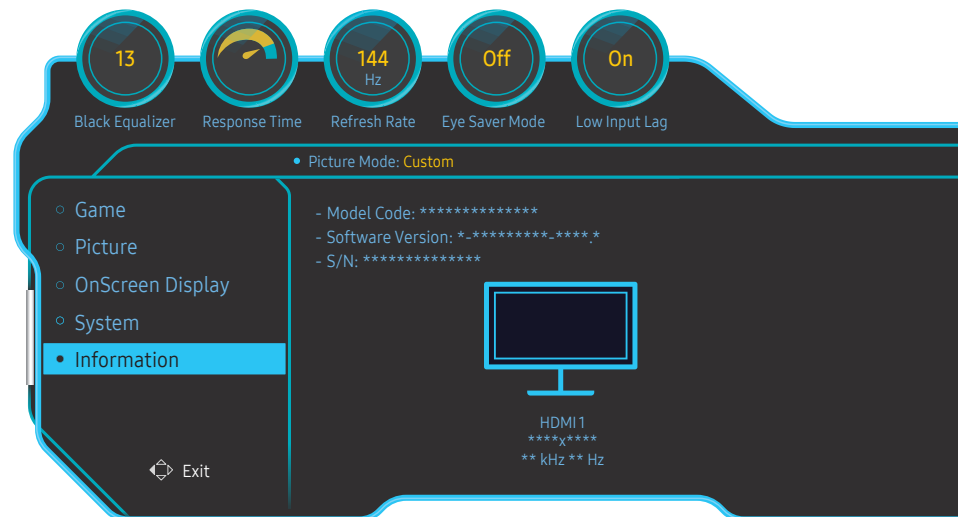 13
144
Hz
Off
On
Black Equalizer
Response Time
Refresh Rate
Eye Saver Mode
Low Input Lag
Picture Mode: Custom
Game
Picture
OnScreen Display
System
Information
Exit
- Model Code: **************
- Software Version: *-*********-****.*
- S/N: **************
HDMI 1
****x****
** kHz ** Hz